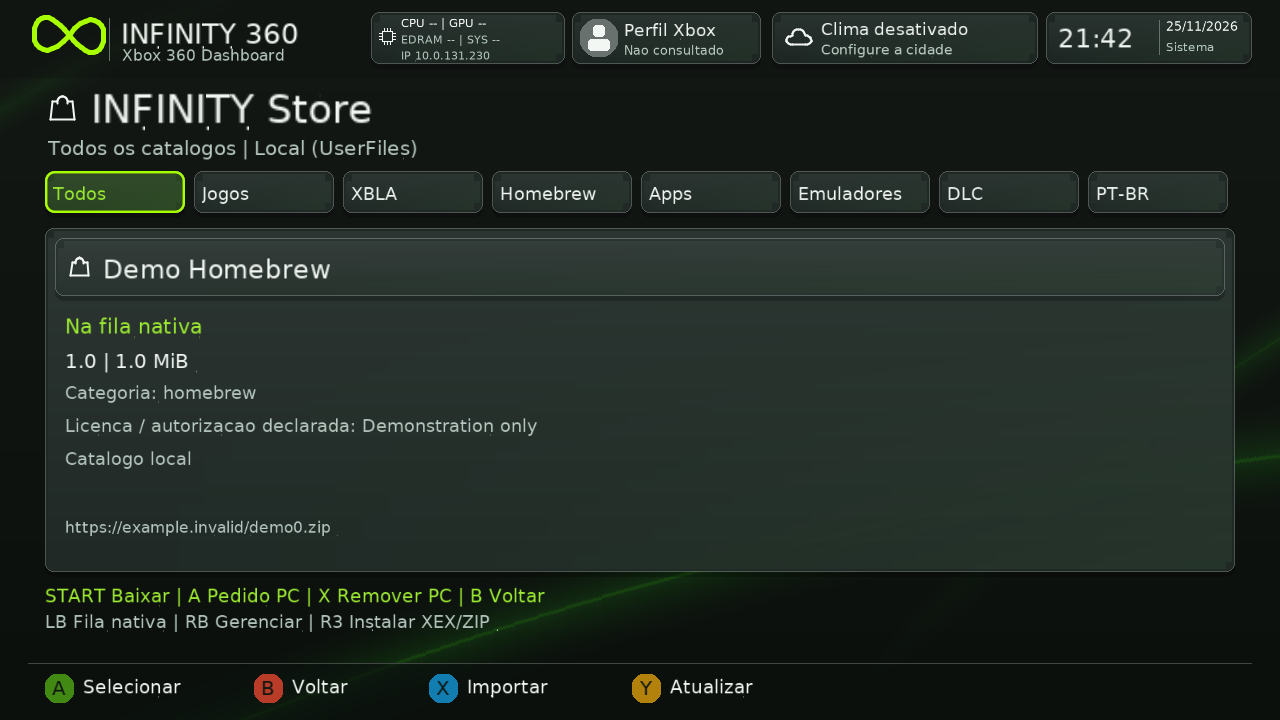 INFINITY 360
Xbox 360 Dashboard
CPU -- | GPU --
EDRAM -- | SYS --
IP 10.0.131.230
Perfil Xbox
Nao consultado
Clima desativado
Configure a cidade
21:42
25/11/2026
Sistema
INFINITY Store
Todos os catalogos | Local (UserFiles)
Todos
Jogos
XBLA
Homebrew
Apps
Emuladores
DLC
PT-BR
Demo Homebrew
Na fila nativa
1.0 | 1.0 MiB
Categoria: homebrew
Licenca / autorizacao declarada: Demonstration only
Catalogo local
https://example.invalid/demo0.zip
START Baixar | A Pedido PC | X Remover PC | B Voltar
LB Fila nativa | RB Gerenciar | R3 Instalar XEX/ZIP
A Selecionar
B Voltar
X Importar
Y Atualizar